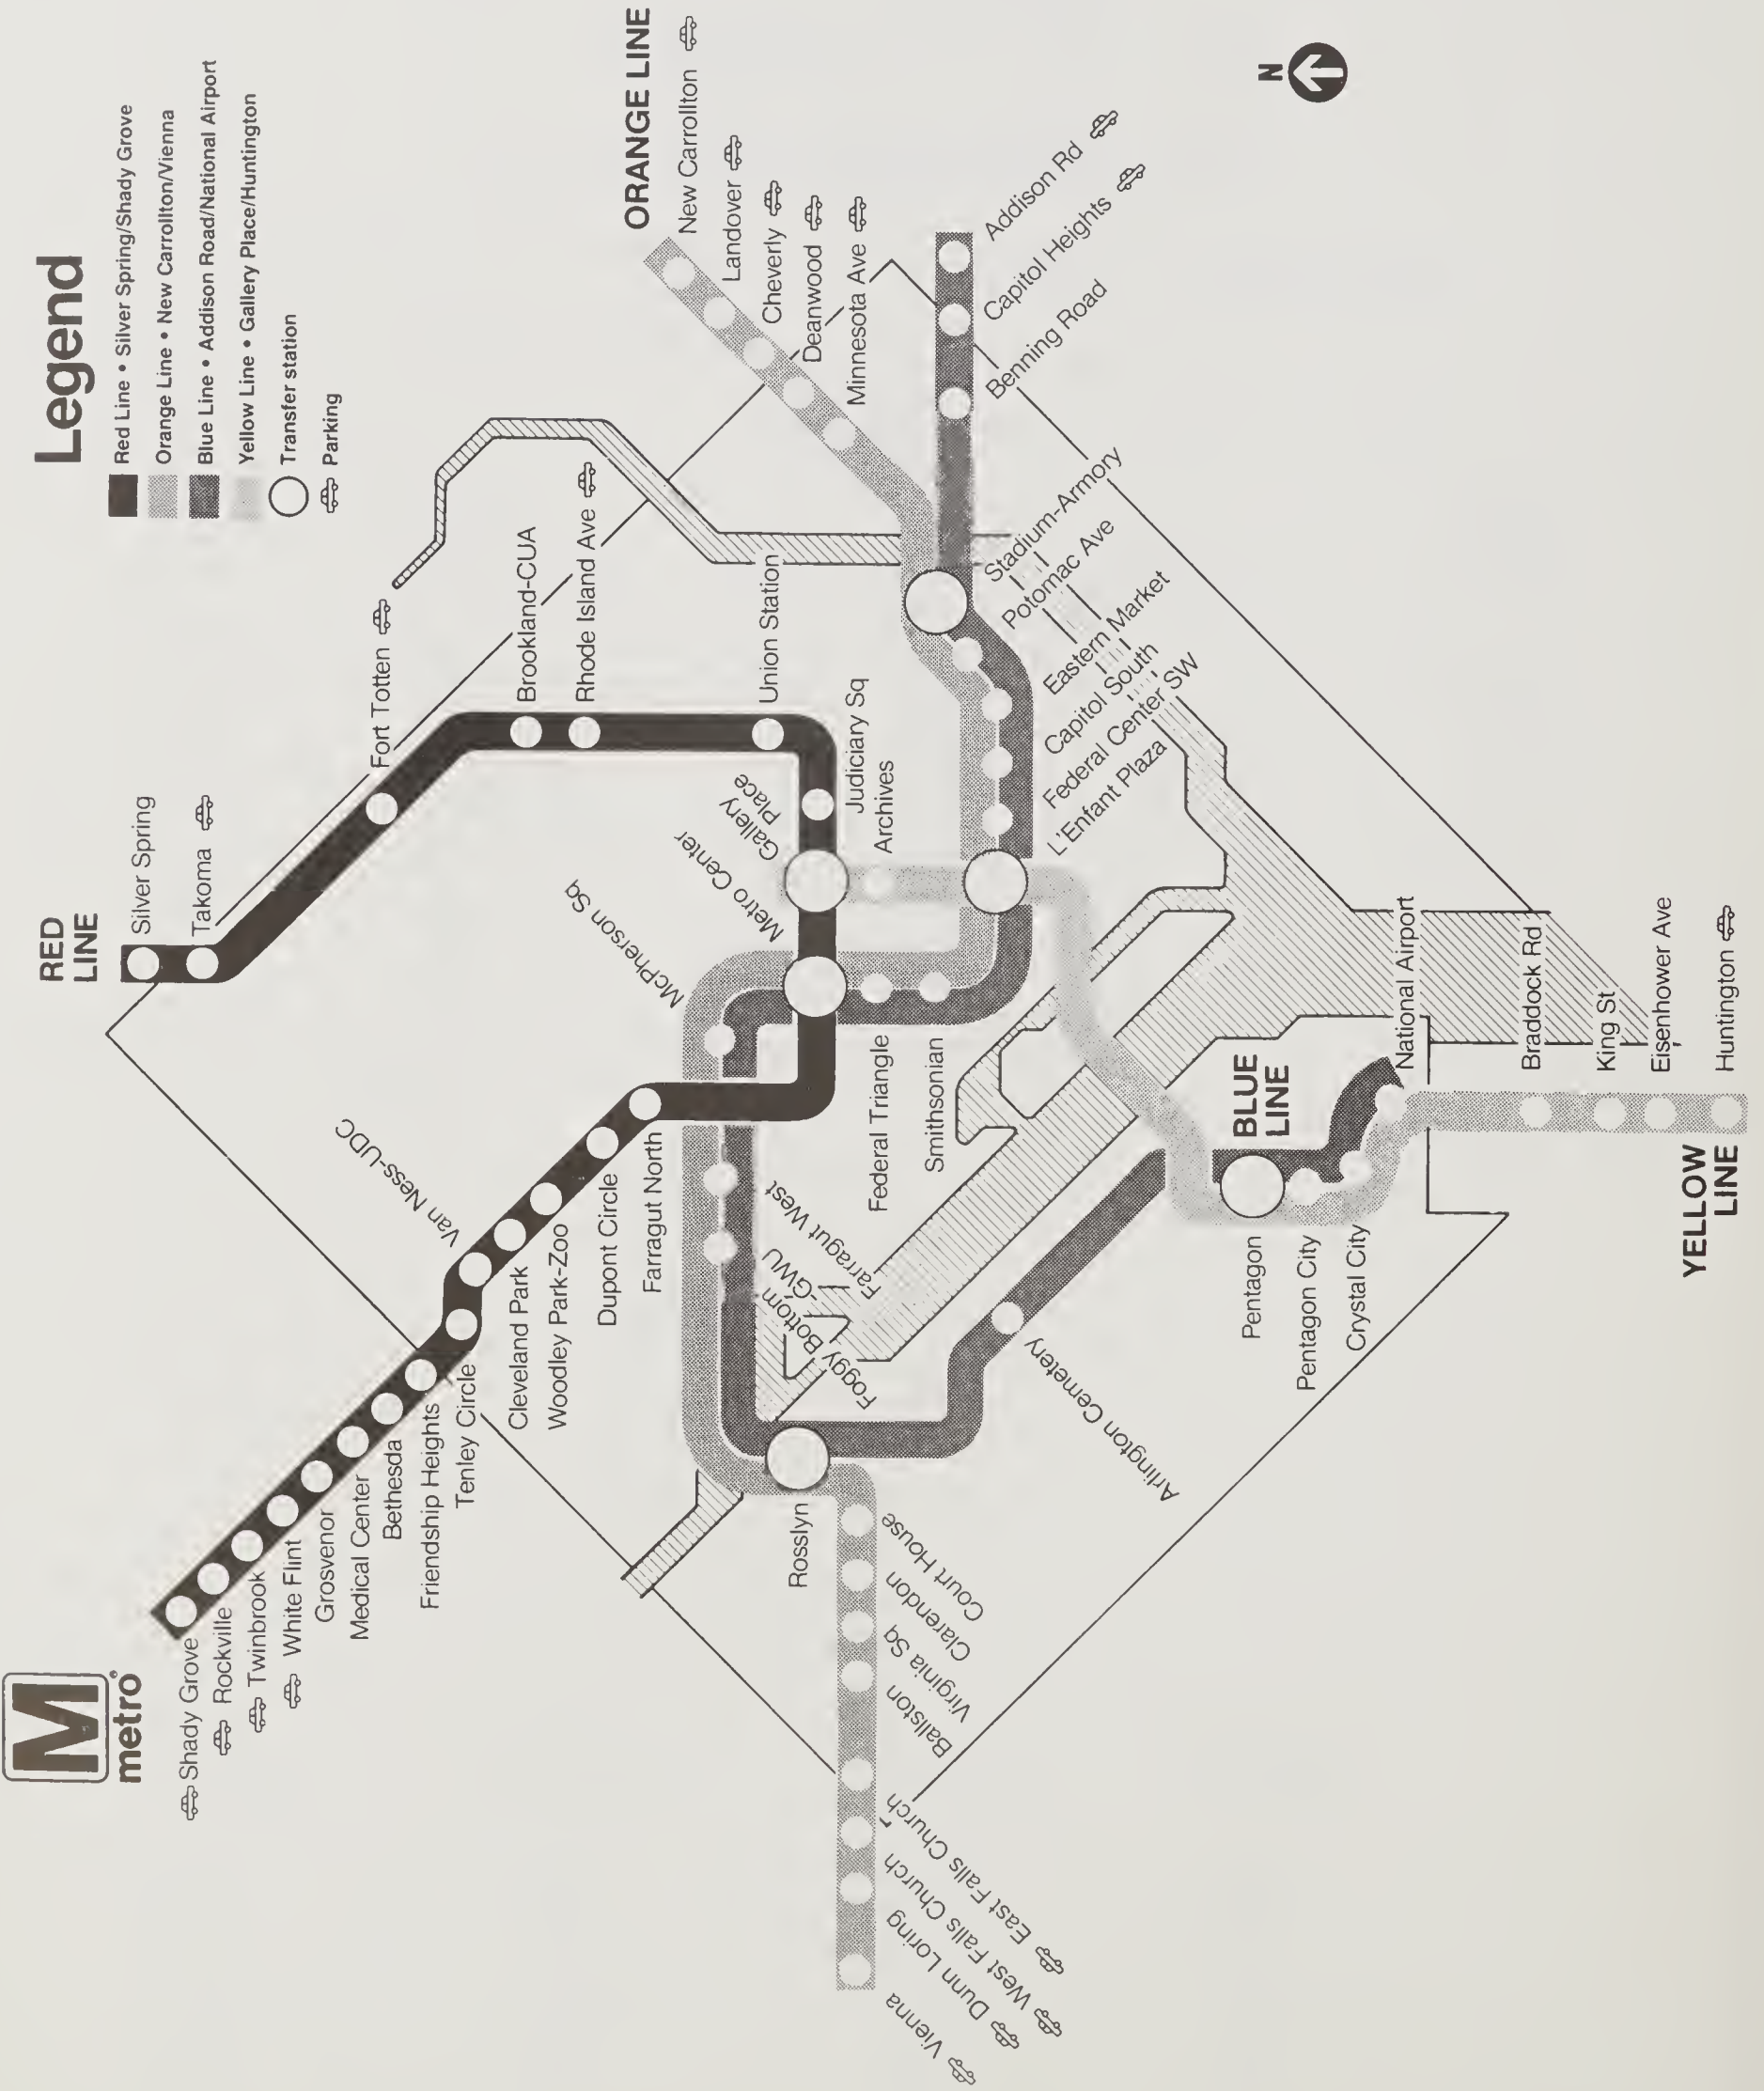 M
metro®
Legend
Red Line • Silver Spring/Shady Grove
Orange Line • New Carrollton/Vienna
Blue Line • Addison Road/National Airport
Yellow Line • Gallery Place/Huntington
Transfer station
Parking
RED
LINE
Silver Spring
Takoma
Fort Totten
Brookland-CUA
Rhode Island Ave
Union Station
Judiciary Sq
Archives
Gallery
Place
Metro Center
McPherson Sq
Shady Grove
Rockville
Twinbrook
White Flint
Grosvenor
Medical Center
Bethesda
Friendship Heights
Tenley Circle
Van Ness-UDC
Cleveland Park
Woodley Park-Zoo
Dupont Circle
Farragut North
Farragut West
Foggy Bottom
-GWU
Federal Triangle
Smithsonian
ORANGE LINE
New Carrollton
Landover
Cheverly
Deanwood
Minnesota Ave
Addison Rd
Capitol Heights
Benning Road
Stadium-Armory
Potomac Ave
Eastern Market
Capitol South
Federal Center SW
L'Enfant Plaza
Rosslyn
Court House
Clarendon
Virginia Sq
Ballston
East Falls Church
West Falls Church
Dunn Loring
Vienna
Arlington Cemetery
BLUE
LINE
Pentagon
Pentagon City
Crystal City
National Airport
Braddock Rd
King St
Eisenhower Ave
Huntington
YELLOW
LINE
N